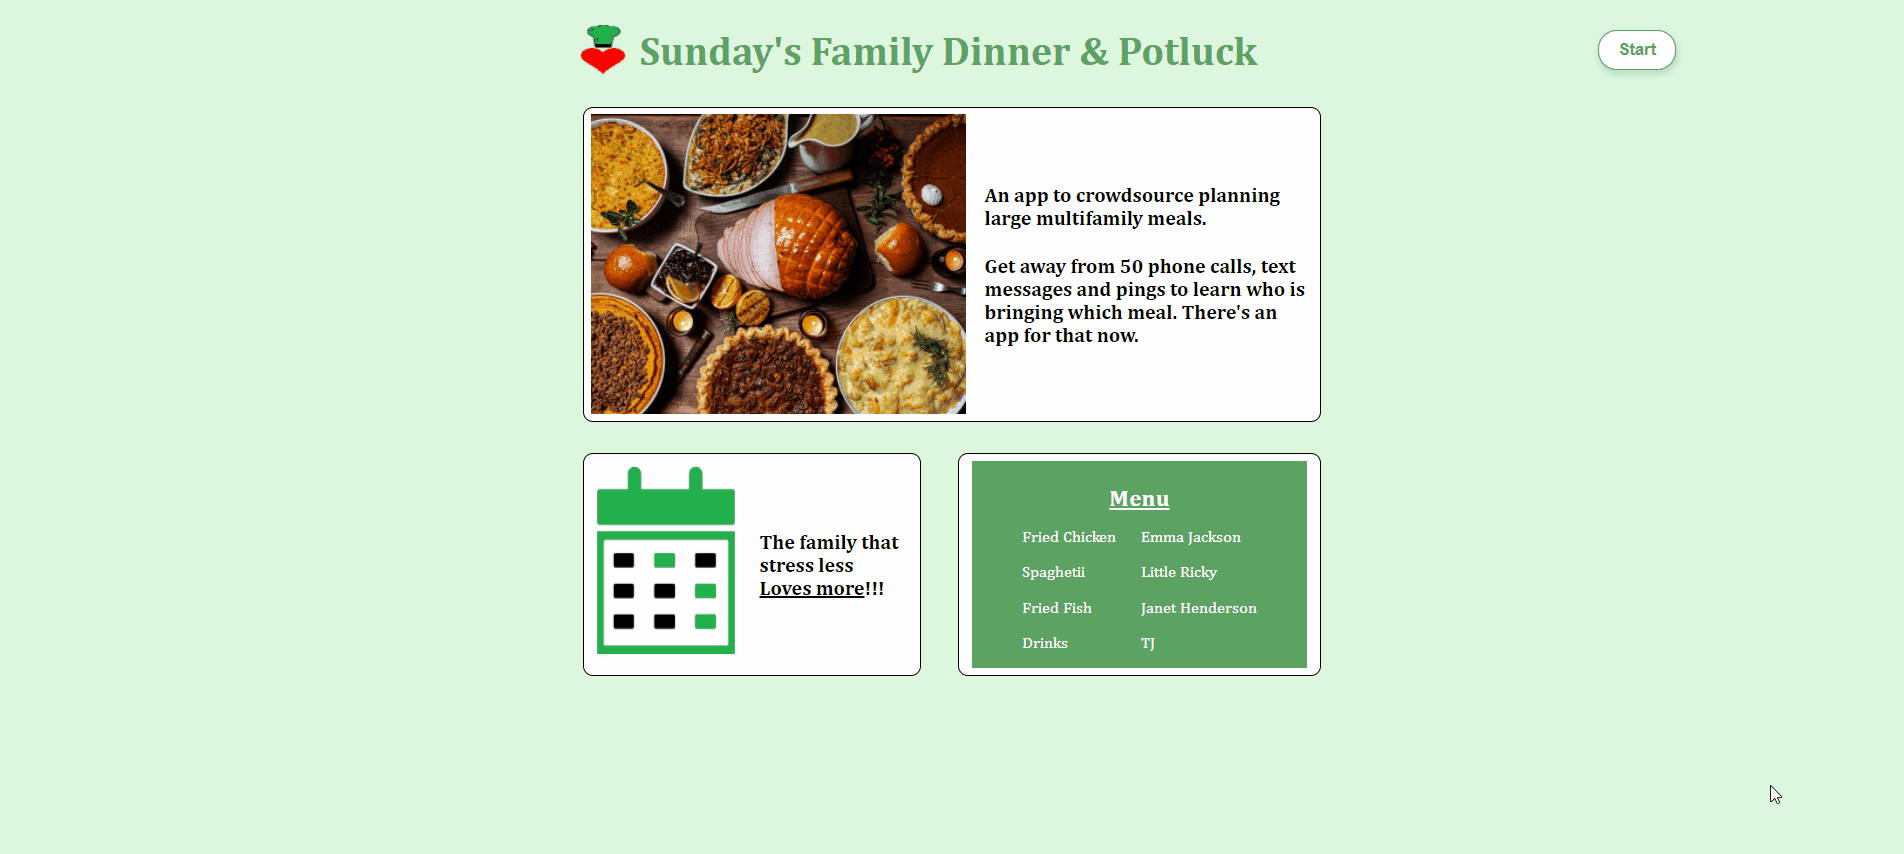 Sunday's Family Dinner & Potluck
Start
An app to crowdsource planning
large multifamily meals.
Get away from 50 phone calls, text
messages and pings to learn who is
bringing which meal. There's an
app for that now.
The family that
stress less
Loves more!!!
Menu
Fried Chicken Emma Jackson
Spaghetii Little Ricky
Fried Fish Janet Henderson
Drinks TJ